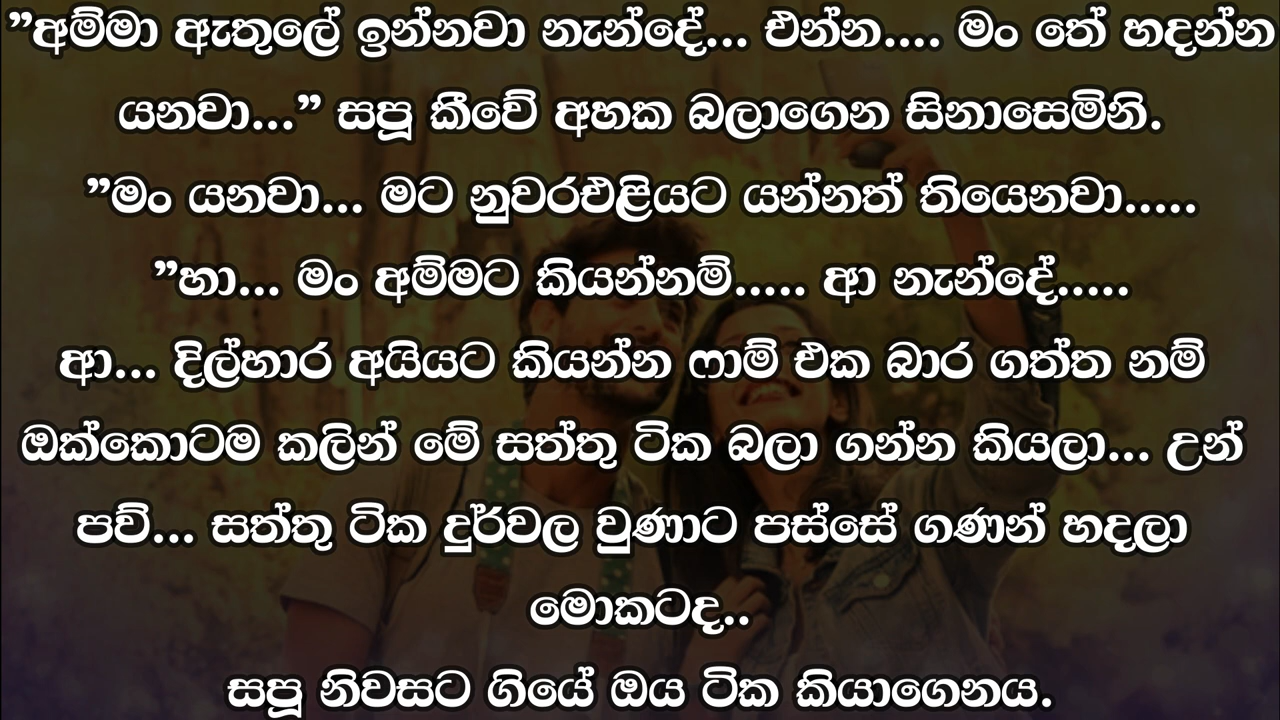 ”අම්මා ඇතුලේ ඉන්නවා නැන්දේ... එන්න.... මං තේ හදන්න
යනවා...” සපූ කීවේ අහක බලාගෙන සිනාසෙමිනි.
”මං යනවා... මට නුවරඑළියට යන්නත් තියෙනවා.....
”හා... මං අම්මට කියන්නම්..... ආ නැන්දේ.....
ආ... දිල්හාර අයියට කියන්න ෆාම් එක බාර ගත්ත නම්
ඔක්කොටම කලින් මේ සත්තු ටික බලා ගන්න කියලා... උන්
පව්... සත්තු ටික දුර්වල වුණාට පස්සේ ගණන් හදලා
මොකටද..
සපූ නිවසට ගියේ ඔය ටික කියාගෙනය.